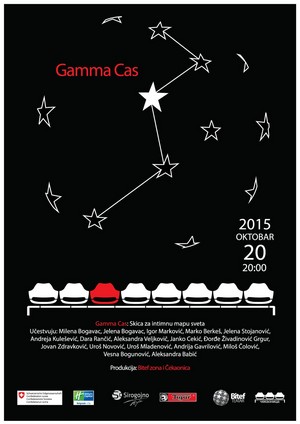 Gamma Cas
2015
OKTOBAR
20
20:00
Gamma Cas: Skica za intimnu mapu sveta
Učestvuju: Milena Bogavac, Jelena Bogavac, Igor Marković, Marko Berkeš, Jelena Stojanović,
Andreja Kulešević, Dara Rančić, Aleksandra Veljković, Janko Cekić, Đorđe Živadinović Grgur,
Jovan Zdravković, Uroš Novović, Uroš Mladenović, Andrija Gavrilović, Miloš Čolović,
Vesna Bogunović, Aleksandra Babić
Produkcija: Bitef zona i Čekaonica
Sirogojno
Bitef